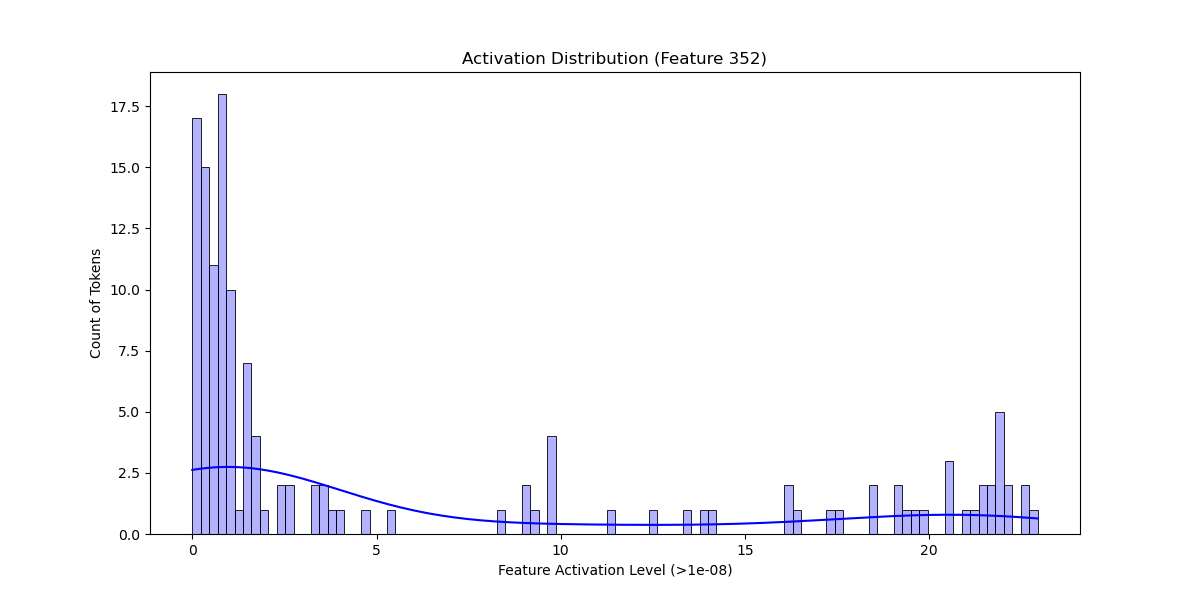 Activation Distribution (Feature 352)
Count of Tokens
17.5
15.0
12.5
10.0
7.5
5.0
2.5
0.0
0 5 10 15 20
Feature Activation Level (>1e-08)